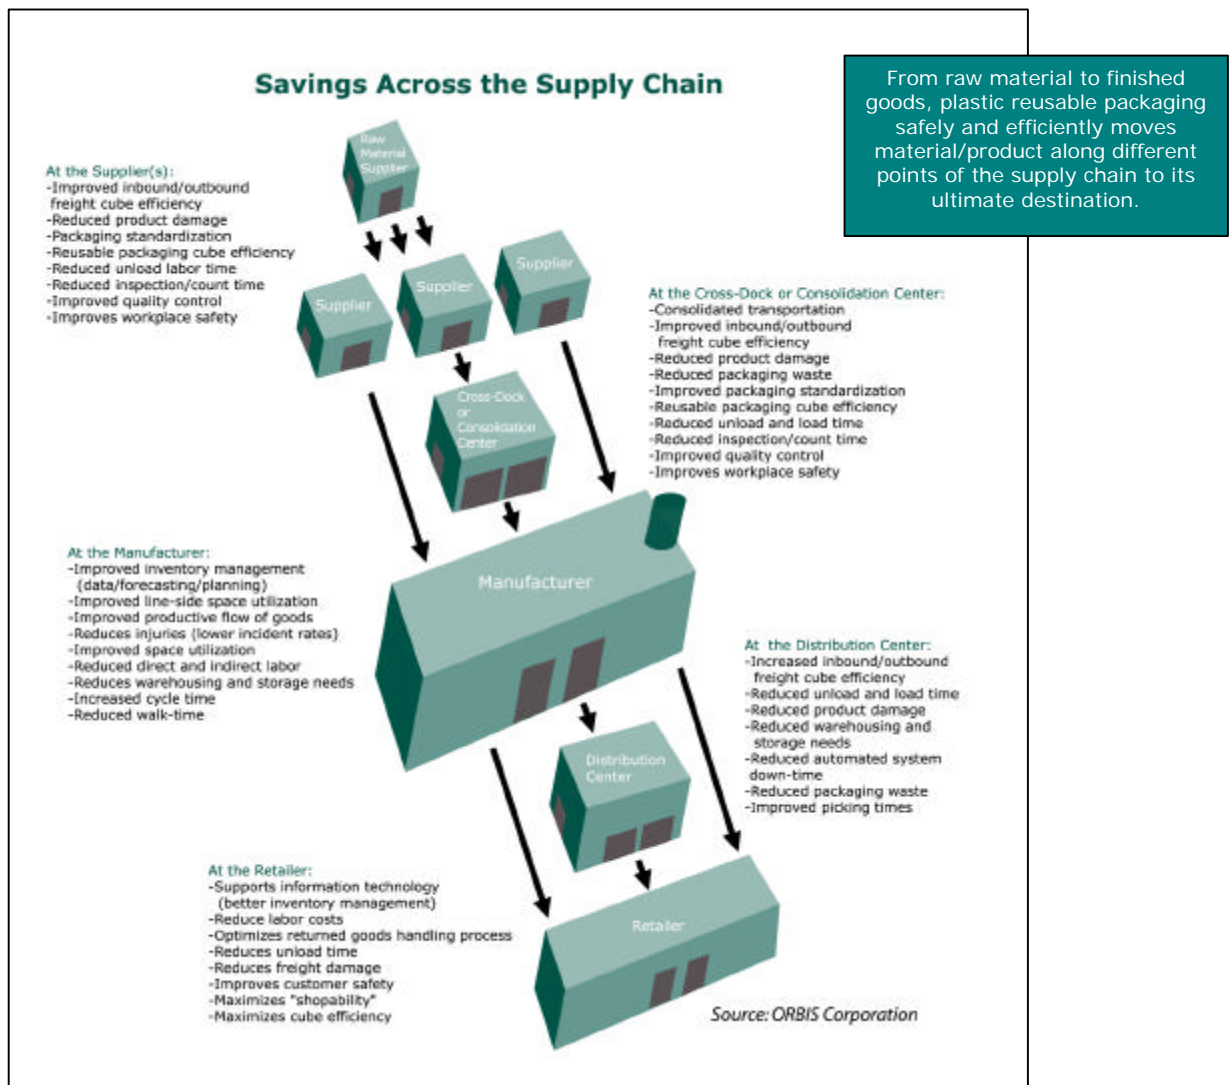 Savings Across the Supply Chain
From raw material to finished
goods, plastic reusable packaging
safely and efficiently moves
material/product along different
points of the supply chain to its
ultimate destination.
Raw
Material
Supplier
At the Supplier(s):
-Improved inbound/outbound
freight cube efficiency
-Reduced product damage
-Packaging standardization
-Reusable packaging cube efficiency
-Reduced unload labor time
-Reduced inspection/count time
-Improved quality control
-Improves workplace safety
Supplier
Supplier
Supplier
At the Cross-Dock or Consolidation Center:
-Consolidated transportation
-Improved inbound/outbound
freight cube efficiency
-Reduced product damage
-Reduced packaging waste
-Improved packaging standardization
-Reusable packaging cube efficiency
-Reduced unload and load time
-Reduced inspection/count time
-Improved quality control
-Improves workplace safety
Cross-Dock
or
Consolidation
Center
At the Manufacturer:
-Improved inventory management
(data/forecasting/planning)
-Improved line-side space utilization
-Improved productive flow of goods
-Reduces injuries (lower incident rates)
-Improved space utilization
-Reduced direct and indirect labor
-Reduces warehousing and storage needs
-Increased cycle time
-Reduced walk-time
Manufacturer
At the Distribution Center:
-Increased inbound/outbound
freight cube efficiency
-Reduced unload and load time
-Reduced product damage
-Reduced warehousing and
storage needs
-Reduced automated system
down-time
-Reduced packaging waste
-Improved picking times
Distribution
Center
At the Retailer:
-Supports information technology
(better inventory management)
-Reduce labor costs
-Optimizes returned goods handling process
-Reduces unload time
-Reduces freight damage
-Improves customer safety
-Maximizes "shopability"
-Maximizes cube efficiency
Retailer
Source: ORBIS Corporation